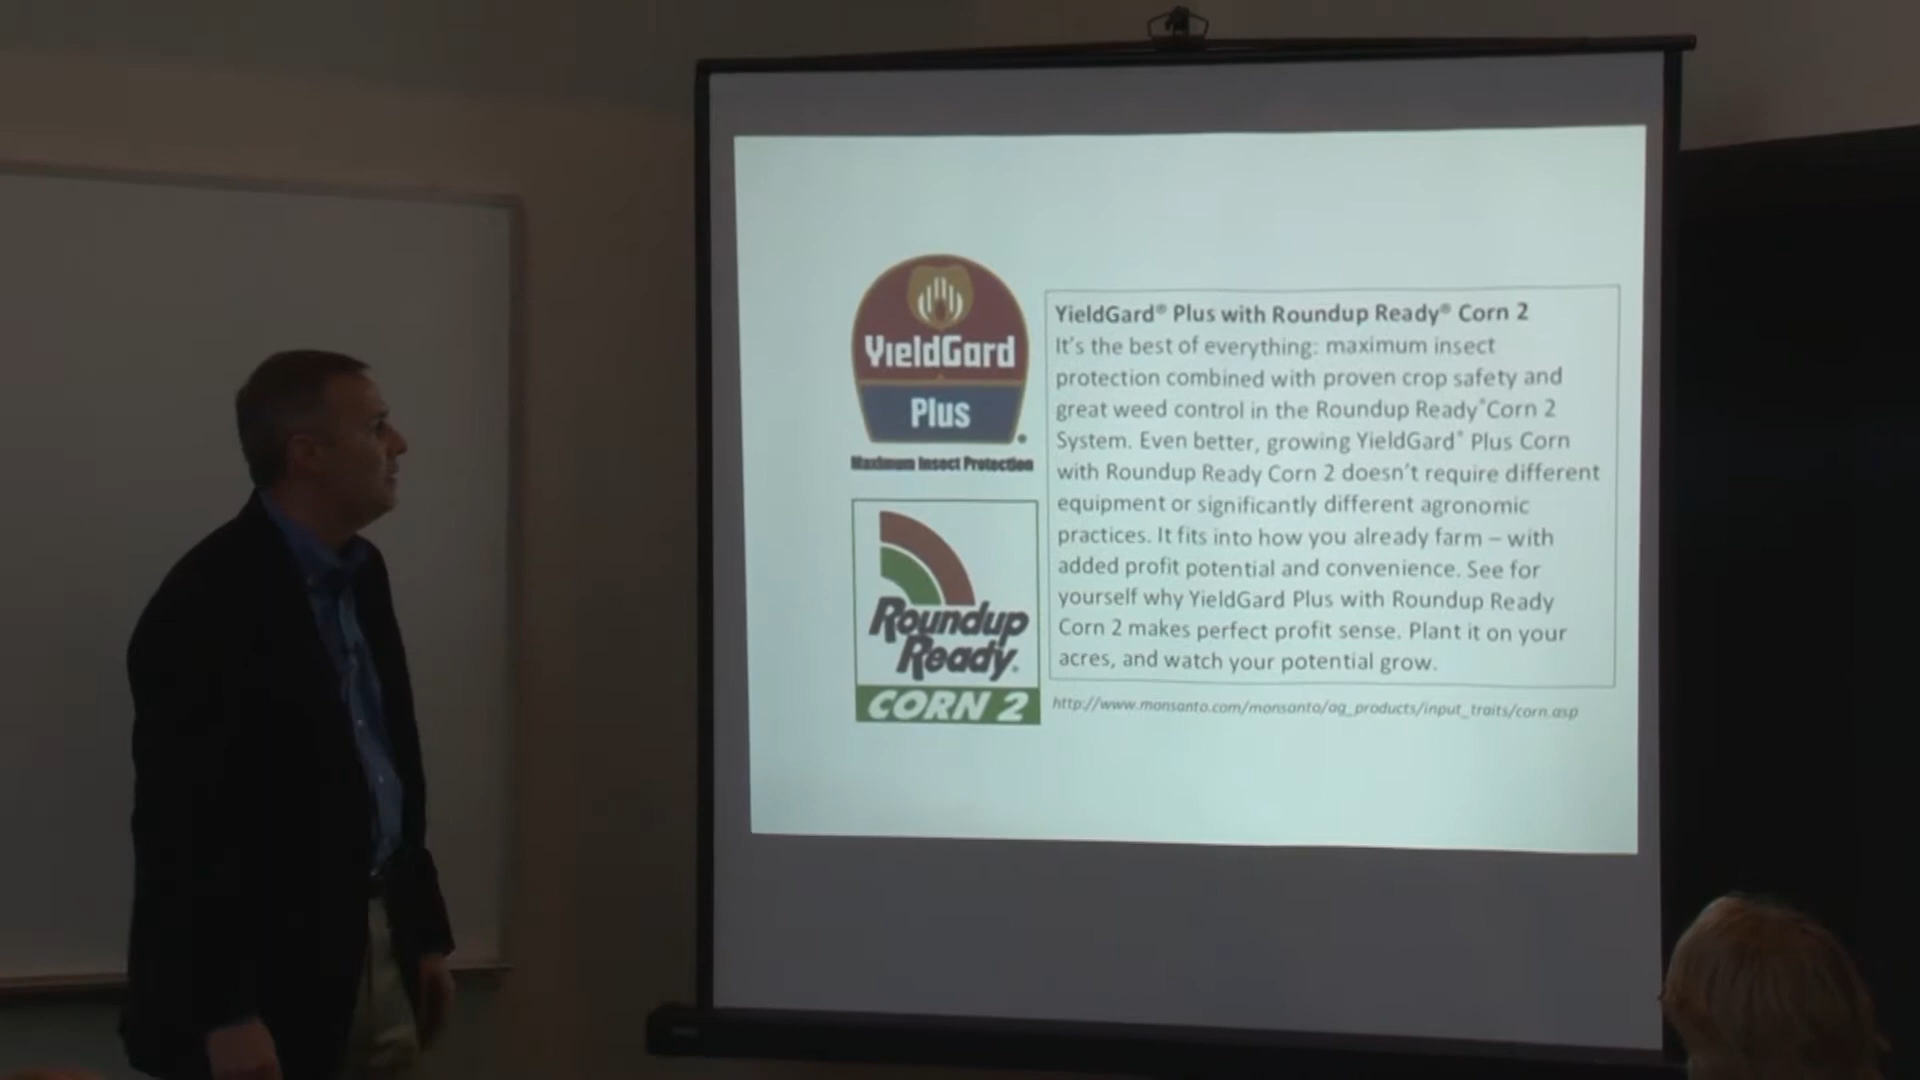 YieldGard
Plus
Maximum Insect Protection
Roundup
Ready
CORN 2
YieldGard® Plus with Roundup Ready® Corn 2
It's the best of everything: maximum insect
protection combined with proven crop safety and
great weed control in the Roundup Ready®Corn 2
System. Even better, growing YieldGard® Plus Corn
with Roundup Ready Corn 2 doesn't require different
equipment or significantly different agronomic
practices. It fits into how you already farm – with
added profit potential and convenience. See for
yourself why YieldGard Plus with Roundup Ready
Corn 2 makes perfect profit sense. Plant it on your
acres, and watch your potential grow.
http://www.monsanto.com/monsanto/ag_products/input_traits/corn.asp